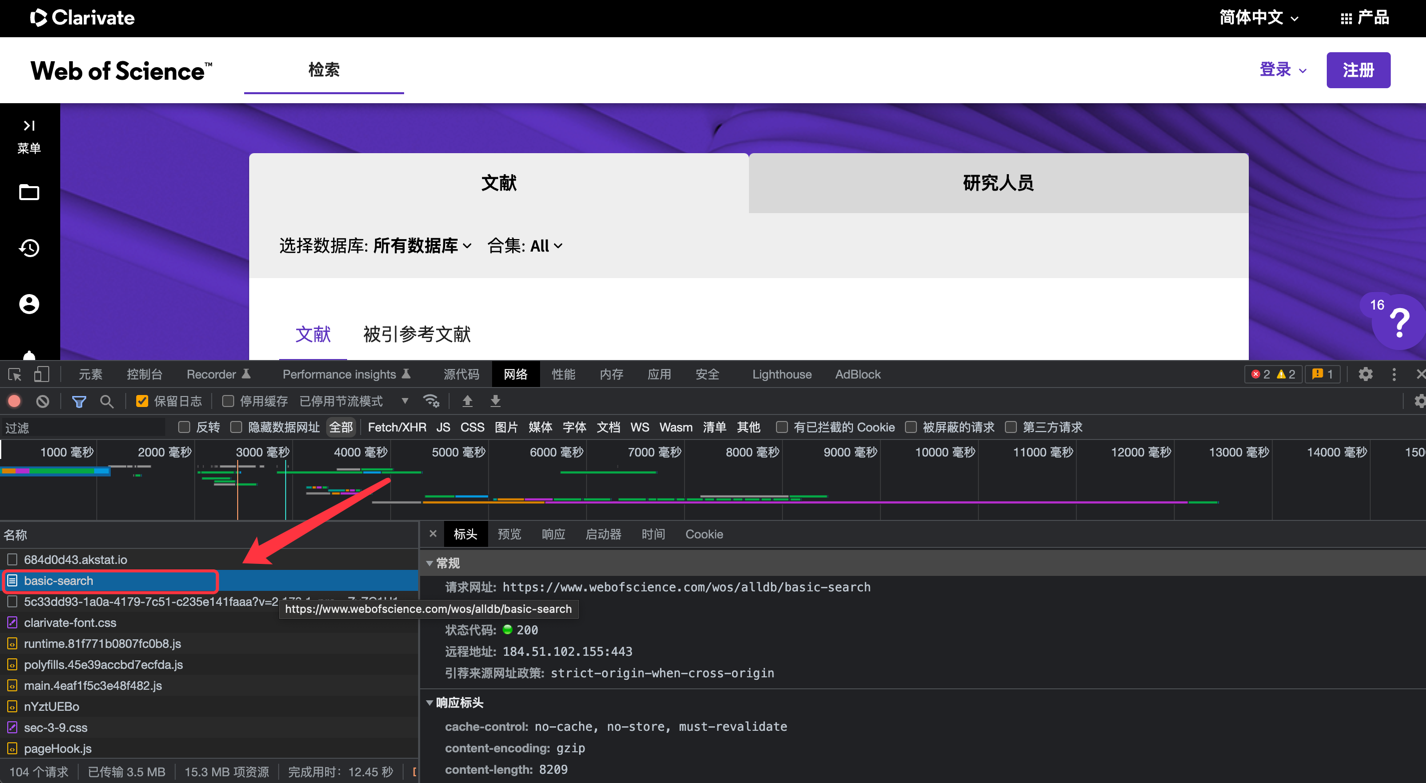 Clarivate
简体中文
产品
Web of Science™
检索
登录
注册
菜单
文献
研究人员
选择数据库: 所有数据库 合集: All
文献 被引参考文献
16
?
元素 控制台 Recorder Performance insights 源代码 网络 性能 内存 应用 安全 Lighthouse AdBlock 2 2 1
保留日志 停用缓存 已停用节流模式
过滤 反转 隐藏数据网址 全部 Fetch/XHR JS CSS 图片 媒体 字体 文档 WS Wasm 清单 其他 有已拦截的 Cookie 被屏蔽的请求 第三方请求
1000 毫秒 2000 毫秒 3000 毫秒 4000 毫秒 5000 毫秒 6000 毫秒 7000 毫秒 8000 毫秒 9000 毫秒 10000 毫秒 11000 毫秒 12000 毫秒 13000 毫秒 14000 毫秒 1500
名称
684d0d43.akstat.io
basic-search
5c33dd93-1a0a-4179-7c51-c235e141faaa?v=2
clarivate-font.css
runtime.81f771b0807fc0b8.js
polyfills.45e39accbd7ecfda.js
main.4eaf1f5c3e48f482.js
nYztUEBo
sec-3-9.css
pageHook.js
104 个请求 已传输 3.5 MB 15.3 MB 项资源 完成用时: 12.45 秒
× 标头 预览 响应 启动器 时间 Cookie
常规
请求网址: https://www.webofscience.com/wos/alldb/basic-search
https://www.webofscience.com/wos/alldb/basic-search
状态代码: 200
远程地址: 184.51.102.155:443
引荐来源网址政策: strict-origin-when-cross-origin
响应标头
cache-control: no-cache, no-store, must-revalidate
content-encoding: gzip
content-length: 8209